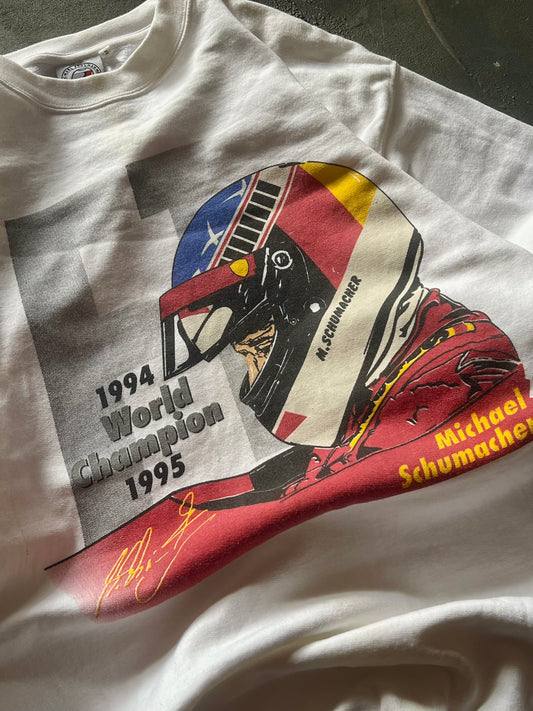 1994
World
Champion
1995
M. SCHUMACHER
Michael
Schumacher